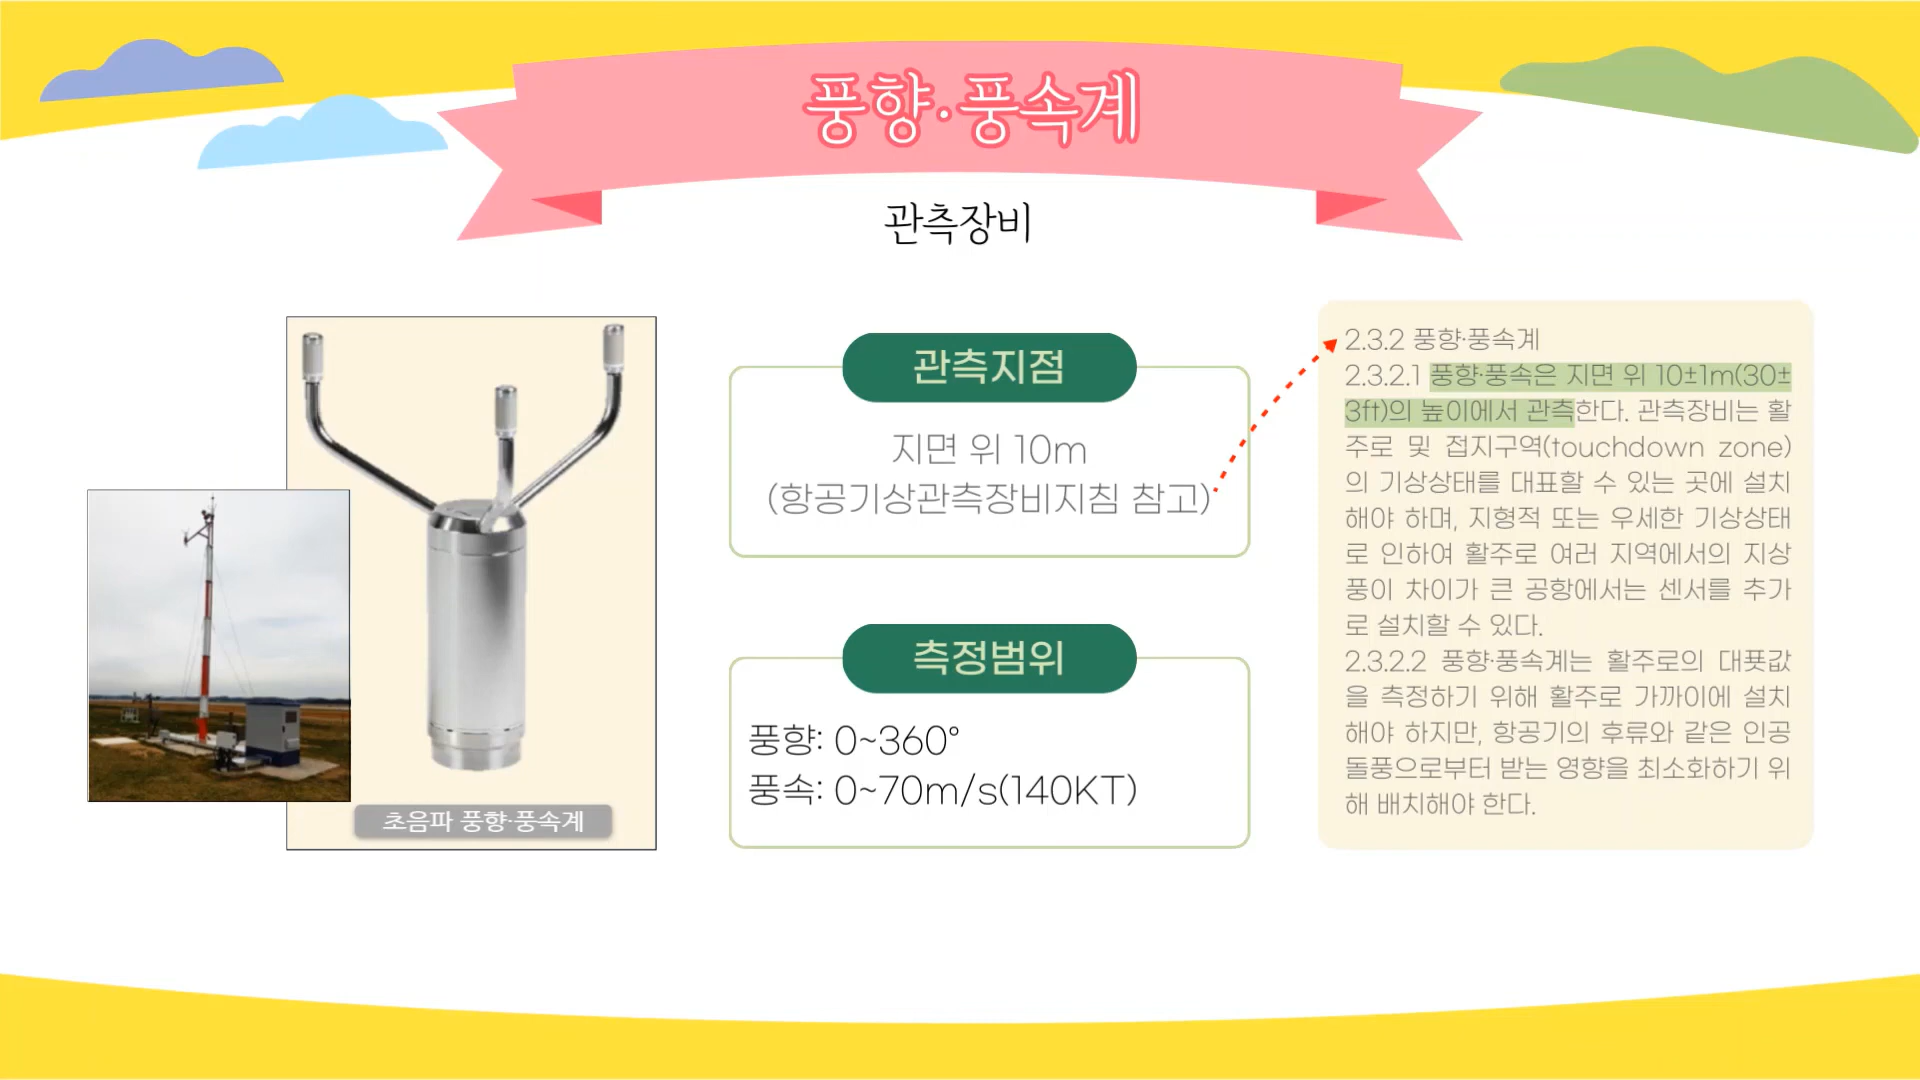 풍향·풍속계
관측장비
초음파 풍향·풍속계
관측지점
지면 위 10m
(항공기상관측장비지침 참고)
측정범위
풍향: 0~360°
풍속: 0~70m/s(140KT)
2.3.2 풍향·풍속계
2.3.2.1 풍향·풍속은 지면 위 10±1m(30±
3ft)의 높이에서 관측한다. 관측장비는 활
주로 및 접지구역(touchdown zone)
의 기상상태를 대표할 수 있는 곳에 설치
해야 하며, 지형적 또는 우세한 기상상태
로 인하여 활주로 여러 지역에서의 지상
풍이 차이가 큰 공항에서는 센서를 추가
로 설치할 수 있다.
2.3.2.2 풍향·풍속계는 활주로의 대푯값
을 측정하기 위해 활주로 가까이에 설치
해야 하지만, 항공기의 후류와 같은 인공
돌풍으로부터 받는 영향을 최소화하기 위
해 배치해야 한다.